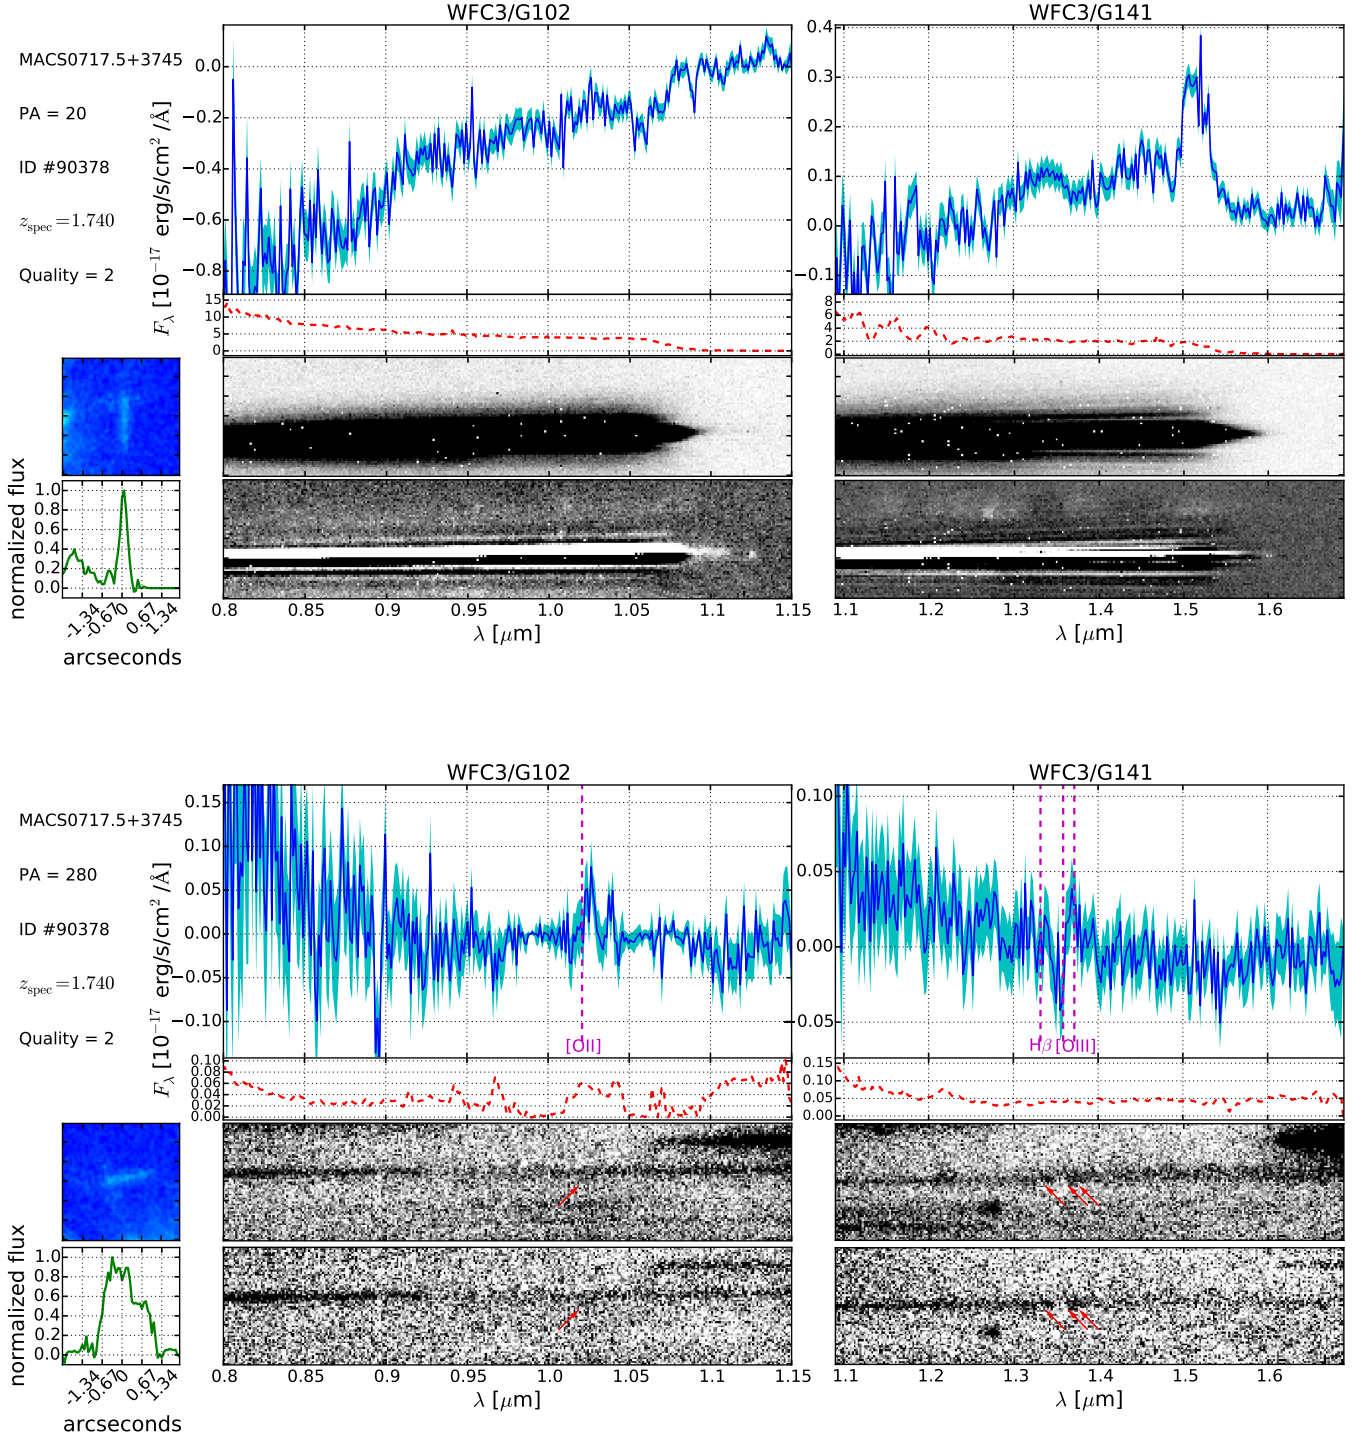 WFC3/G102
WFC3/G141
MACS0717.5+3745
PA = 20
ID #90378
z_spec=1.740
Quality = 2
F_λ [10^−17 erg/s/cm² /Å]
0.0
−0.2
−0.4
−0.6
−0.8
15
10
5
0
0.4
0.3
0.2
0.1
0.0
−0.1
8
6
4
2
0
normalized flux
1.0
0.8
0.6
0.4
0.2
0.0
-1.34
-0.67
0
0.67
1.34
arcseconds
0.8 0.85 0.9 0.95 1.0 1.05 1.1 1.15
λ [μm]
1.1 1.2 1.3 1.4 1.5 1.6
λ [μm]
WFC3/G102
WFC3/G141
MACS0717.5+3745
PA = 280
ID #90378
z_spec=1.740
Quality = 2
F_λ [10^−17 erg/s/cm² /Å]
0.15
0.10
0.05
0.00
−0.05
−0.10
[OII]
0.10
0.08
0.06
0.04
0.02
0.00
0.10
0.05
0.00
−0.05
Hβ [OIII]
0.15
0.10
0.05
0.00
normalized flux
1.0
0.8
0.6
0.4
0.2
0.0
-1.34
-0.67
0
0.67
1.34
arcseconds
0.8 0.85 0.9 0.95 1.0 1.05 1.1 1.15
λ [μm]
1.1 1.2 1.3 1.4 1.5 1.6
λ [μm]